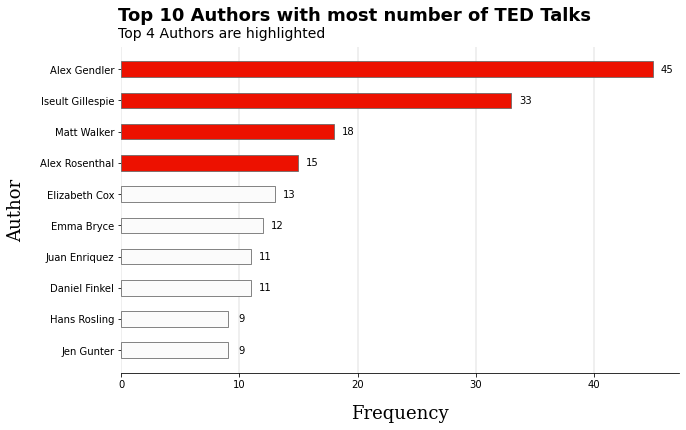 Top 10 Authors with most number of TED Talks
Top 4 Authors are highlighted
Alex Gendler 45
Iseult Gillespie 33
Matt Walker 18
Alex Rosenthal 15
Elizabeth Cox 13
Emma Bryce 12
Juan Enriquez 11
Daniel Finkel 11
Hans Rosling 9
Jen Gunter 9
Author
0 10 20 30 40
Frequency